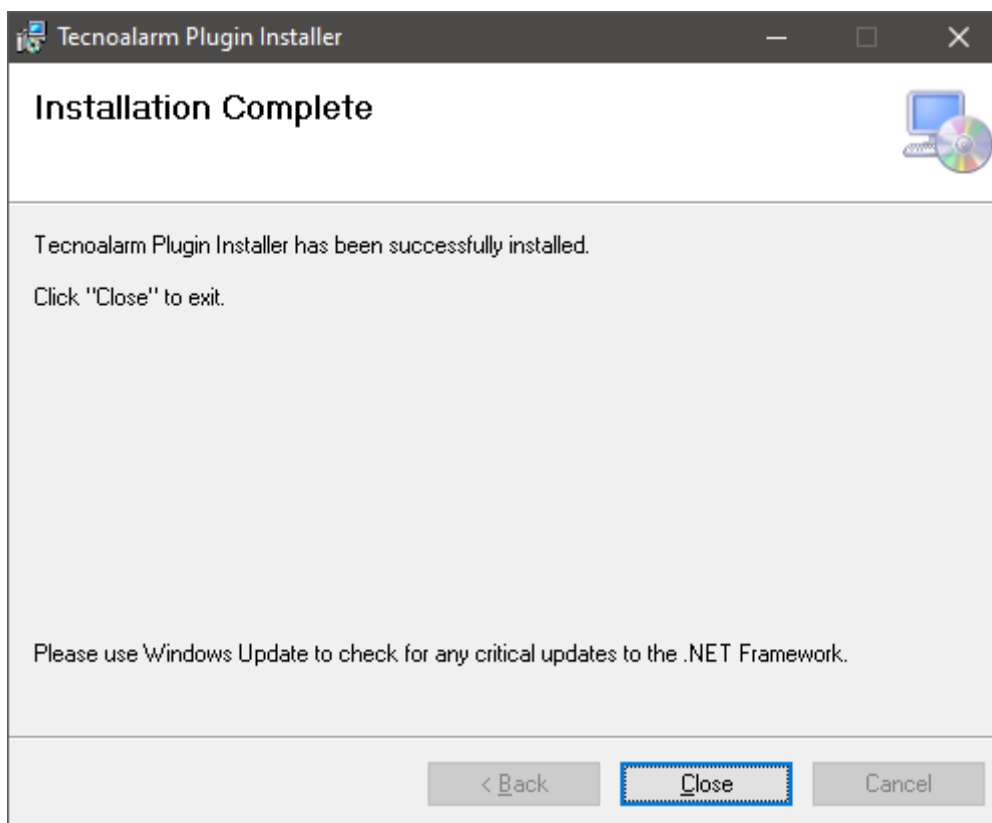 Tecnoalarm Plugin Installer
Installation Complete
Tecnoalarm Plugin Installer has been successfully installed.
Click "Close" to exit.
Please use Windows Update to check for any critical updates to the .NET Framework.
< Back
Close
Cancel